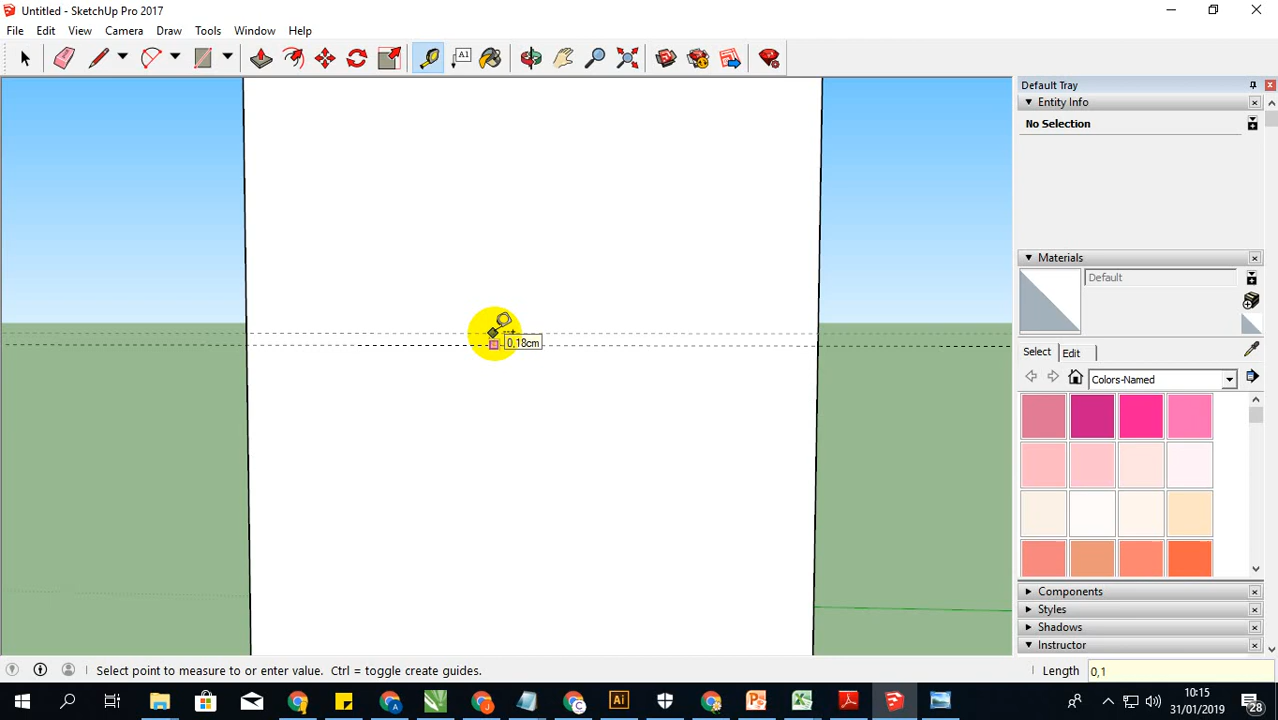 Untitled - SketchUp Pro 2017
File Edit View Camera Draw Tools Window Help
A1
Default Tray
Entity Info
No Selection
Materials
Default
Select Edit
Colors-Named
0,18cm
Components
Styles
Shadows
Instructor
Select point to measure to or enter value. Ctrl = toggle create guides.
Length 0,1
Ai
10:15
31/01/2019
28